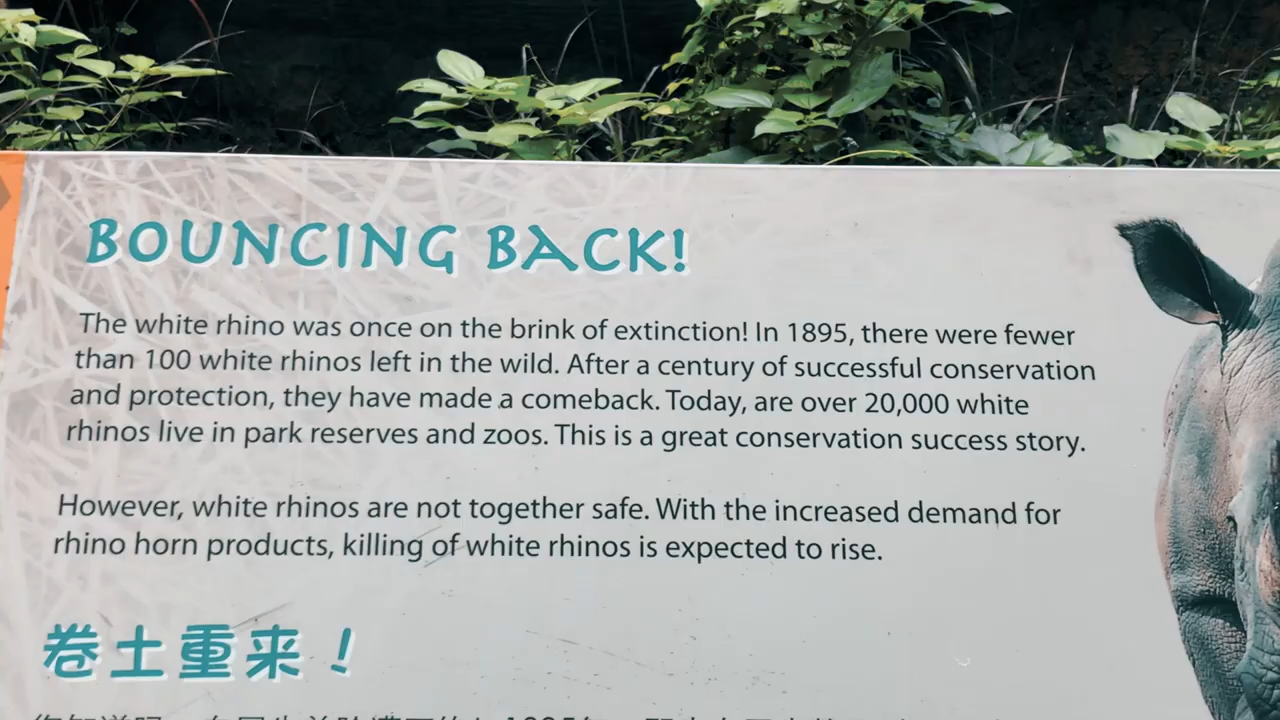 BOUNCING BACK!
The white rhino was once on the brink of extinction! In 1895, there were fewer
than 100 white rhinos left in the wild. After a century of successful conservation
and protection, they have made a comeback. Today, are over 20,000 white
rhinos live in park reserves and zoos. This is a great conservation success story.
However, white rhinos are not together safe. With the increased demand for
rhino horn products, killing of white rhinos is expected to rise.
卷土重来！